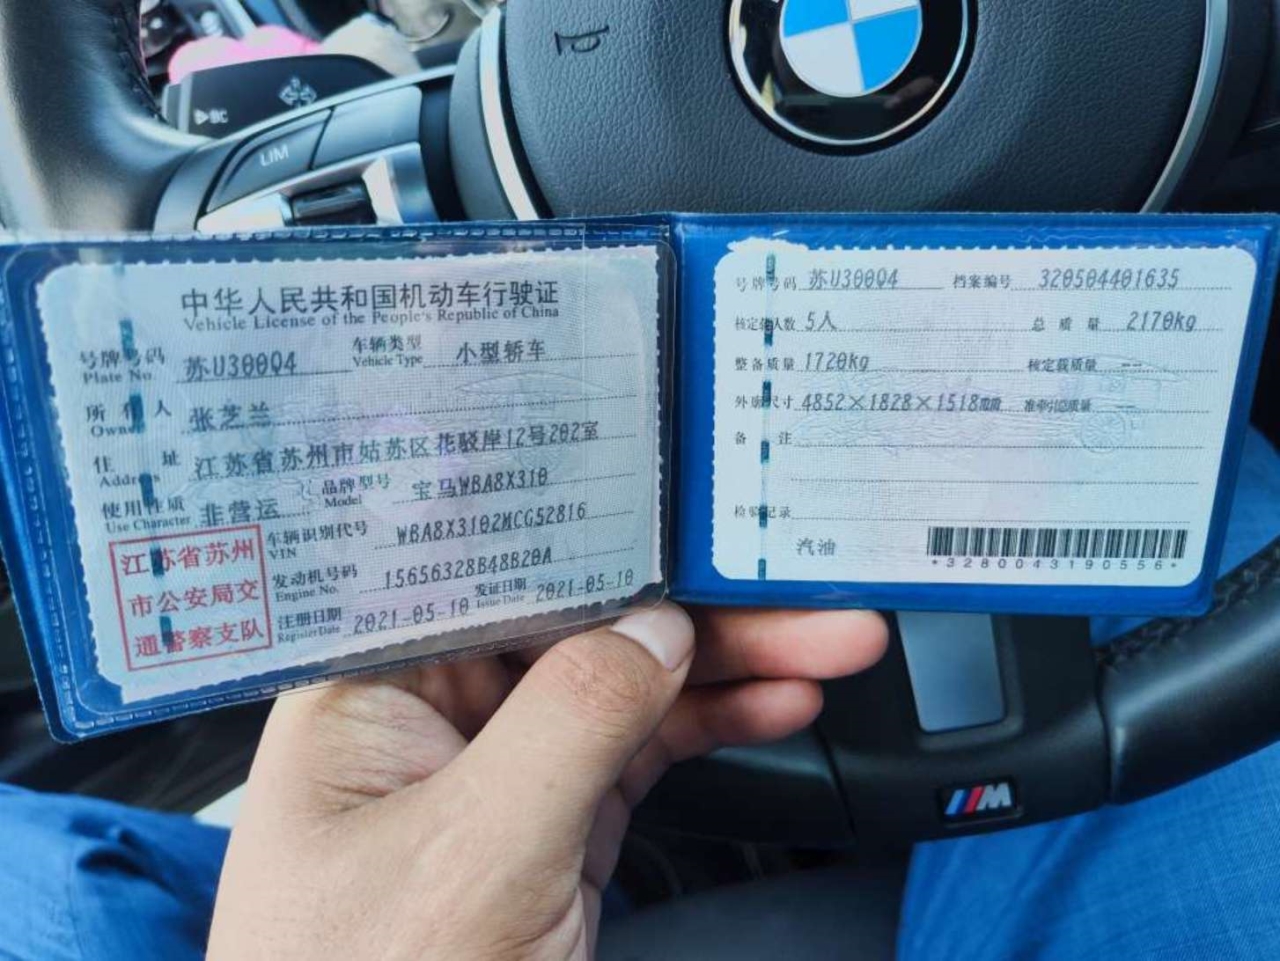 BC
LIM
中华人民共和国机动车行驶证
Vehicle License of the People's Republic of China
号牌号码 Plate No. 苏U300Q4 车辆类型 Vehicle Type 小型轿车
所有人 Owner 张芝兰
住址 Address 江苏省苏州市姑苏区花驳岸12号202室
使用性质 Use Character 非营运 品牌型号 Model 宝马WBA8X310
车辆识别代号 VIN WBA8X3102MCG52816
发动机号码 Engine No. 15656328B48B20A
注册日期 Register Date 2021-05-10 发证日期 Issue Date 2021-05-10
江苏省苏州
市公安局交
通警察支队
号牌号码 苏U300Q4 档案编号 320504401635
核定载人数 5人 总质量 2170kg
整备质量 1720kg 核定载质量 --
外廓尺寸 4852×1828×1518mm 准牵引总质量 --
备注
检验记录
汽油
*3280043190556*
M